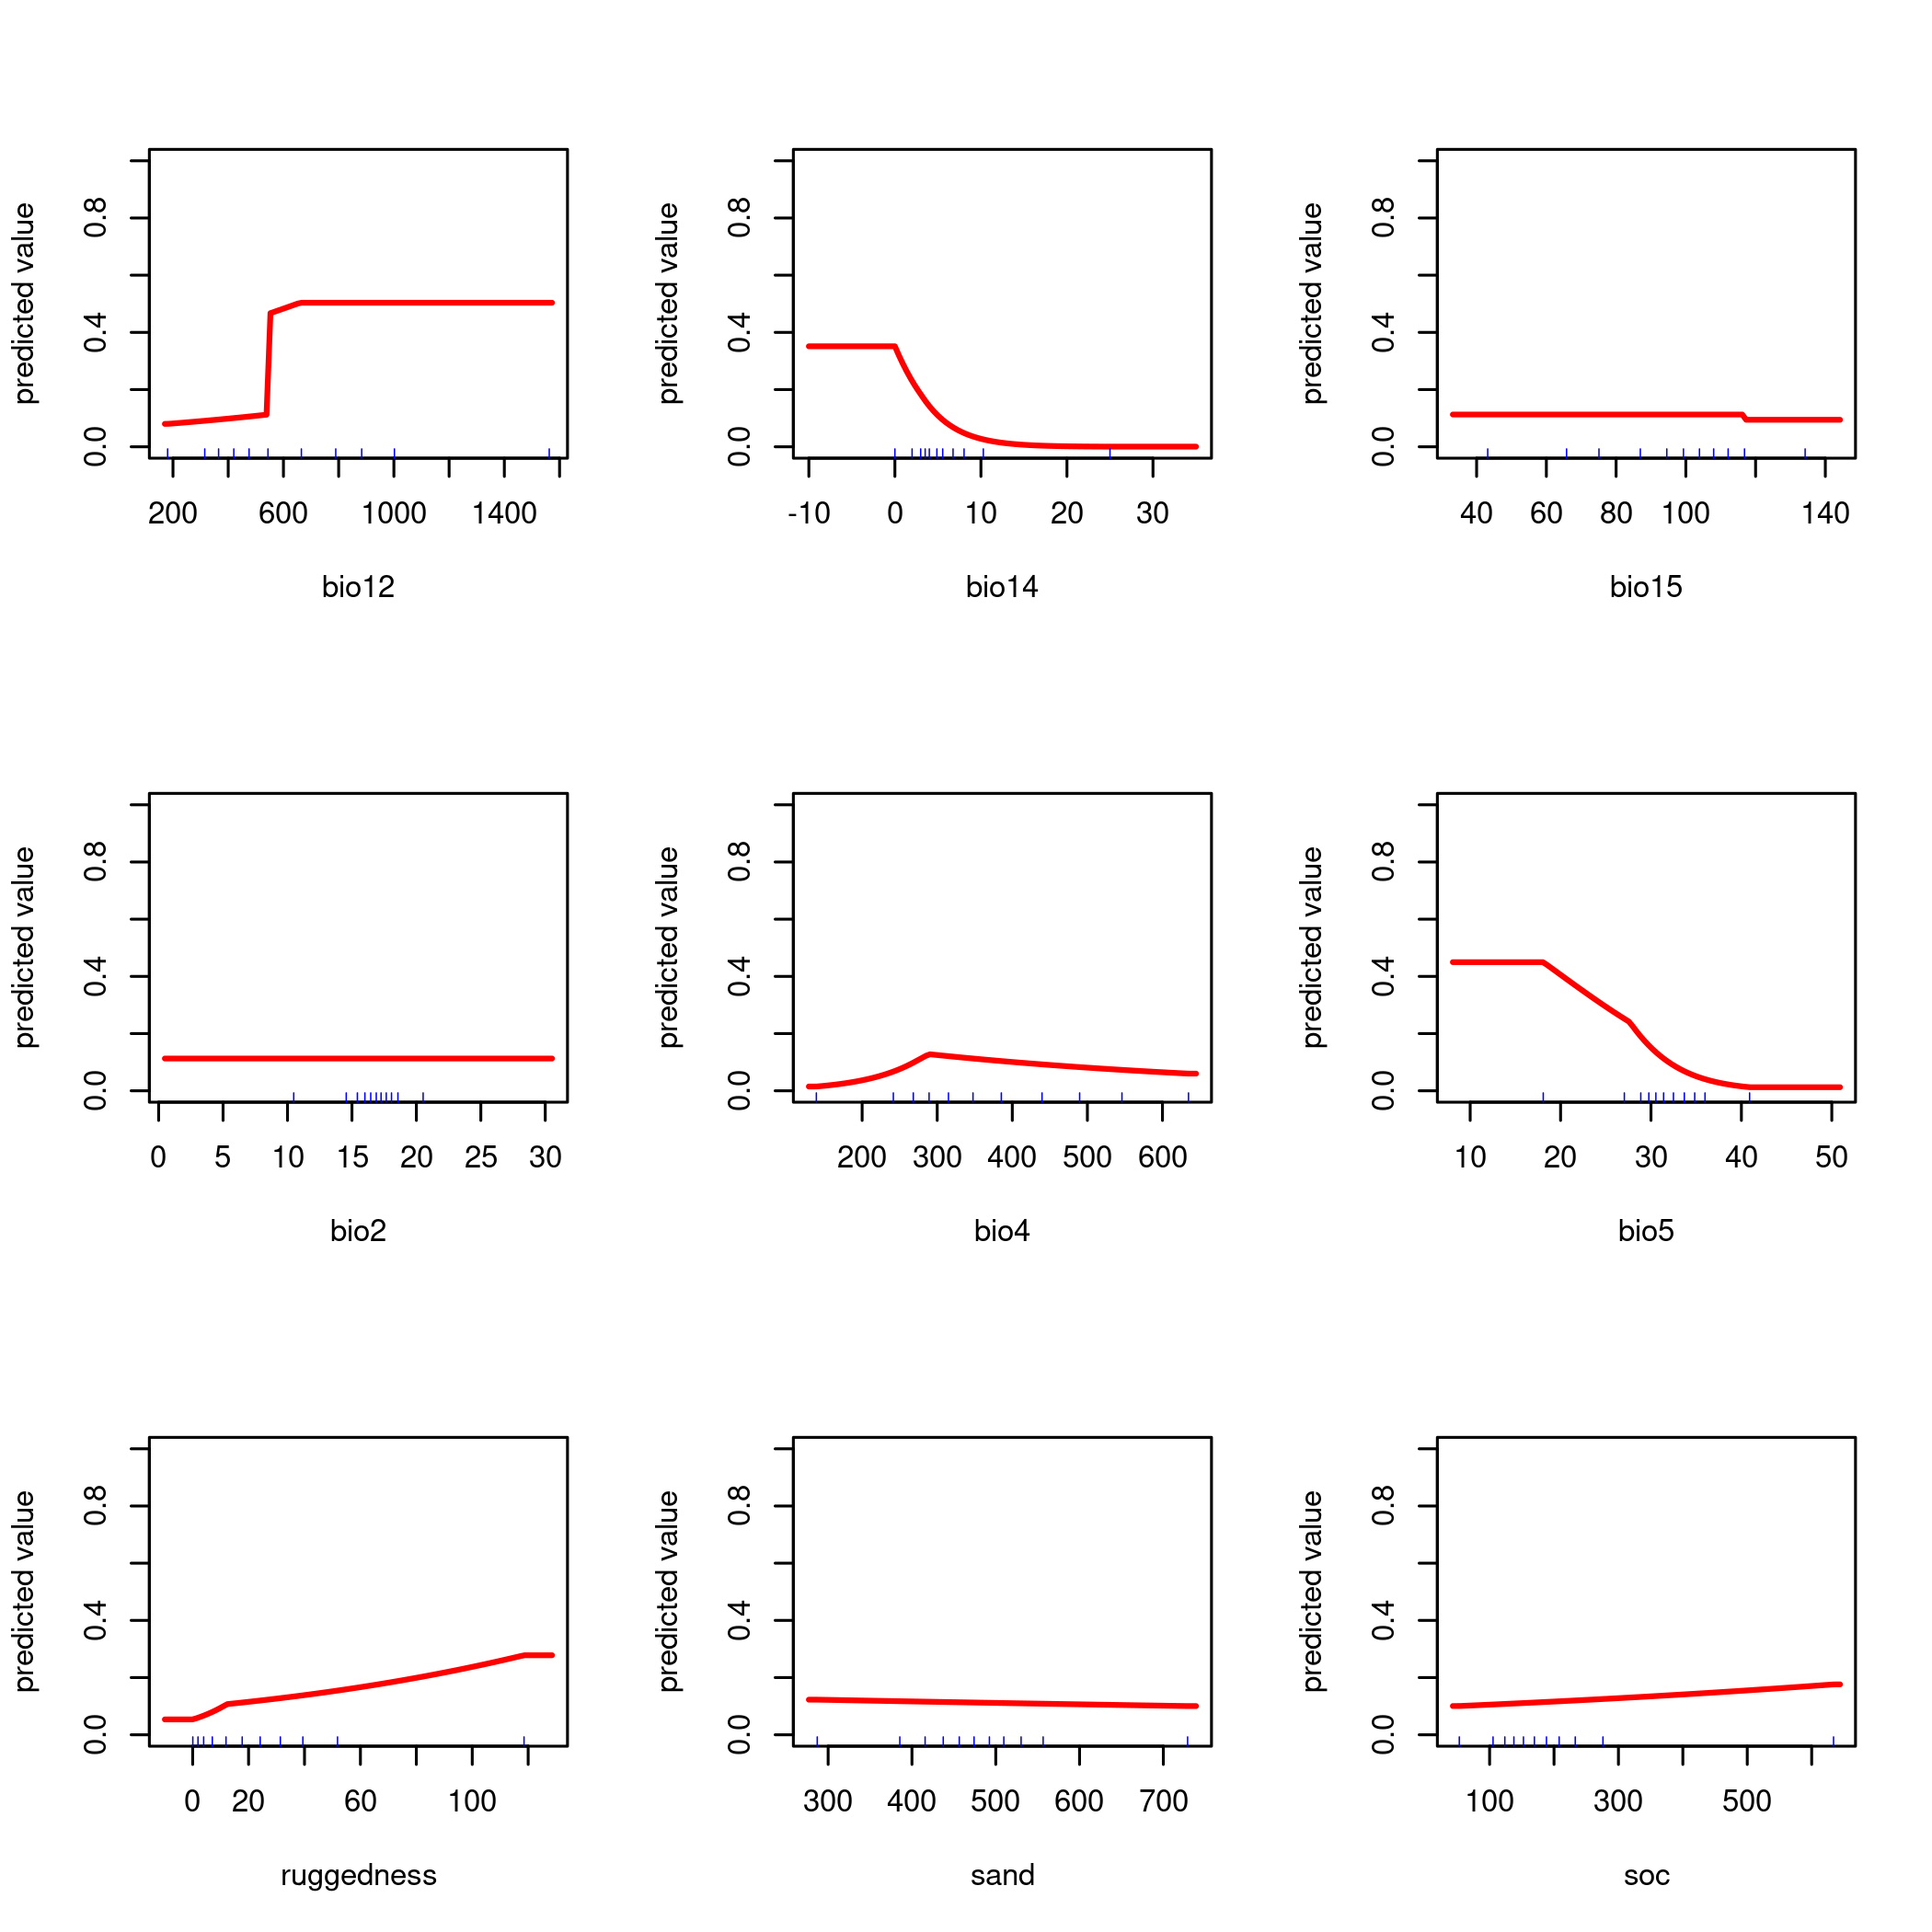 predicted value
0.0 0.4 0.8
200 600 1000 1400
bio12
predicted value
0.0 0.4 0.8
-10 0 10 20 30
bio14
predicted value
0.0 0.4 0.8
40 60 80 100 140
bio15
predicted value
0.0 0.4 0.8
0 5 10 15 20 25 30
bio2
predicted value
0.0 0.4 0.8
200 300 400 500 600
bio4
predicted value
0.0 0.4 0.8
10 20 30 40 50
bio5
predicted value
0.0 0.4 0.8
0 20 60 100
ruggedness
predicted value
0.0 0.4 0.8
300 400 500 600 700
sand
predicted value
0.0 0.4 0.8
100 300 500
soc